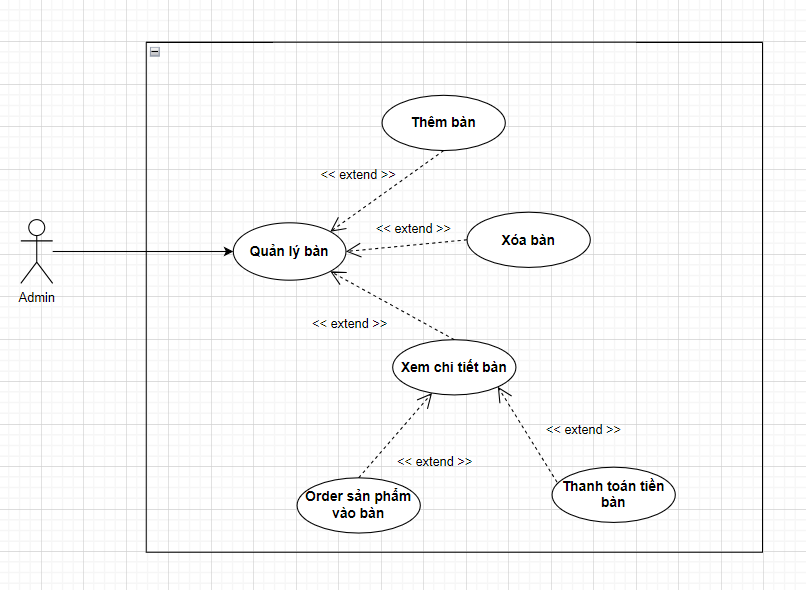 Thêm bàn
<< extend >>
<< extend >>
Xóa bàn
Quản lý bàn
Admin
<< extend >>
Xem chi tiết bàn
<< extend >>
<< extend >>
Order sản phẩm
vào bàn
Thanh toán tiền
bàn